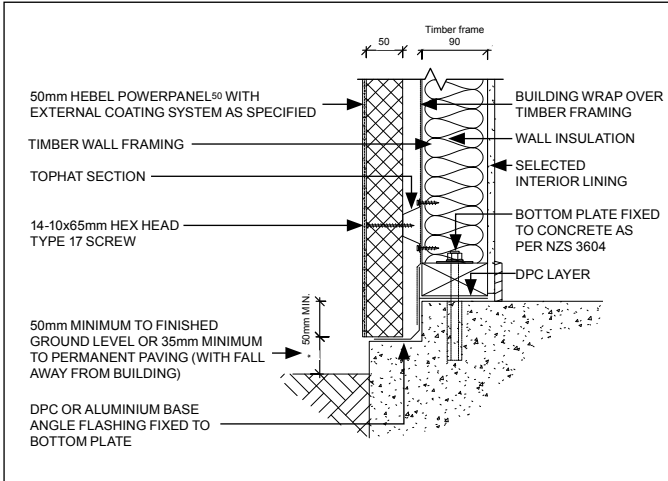 Timber frame
50
90
50mm HEBEL POWERPANEL50 WITH
EXTERNAL COATING SYSTEM AS SPECIFIED
TIMBER WALL FRAMING
TOPHAT SECTION
14-10x65mm HEX HEAD
TYPE 17 SCREW
50mm MINIMUM TO FINISHED
GROUND LEVEL OR 35mm MINIMUM
TO PERMANENT PAVING (WITH FALL
AWAY FROM BUILDING)
DPC OR ALUMINIUM BASE
ANGLE FLASHING FIXED TO
BOTTOM PLATE
50mm MIN.
*
BUILDING WRAP OVER
TIMBER FRAMING
WALL INSULATION
SELECTED
INTERIOR LINING
BOTTOM PLATE FIXED
TO CONCRETE AS
PER NZS 3604
DPC LAYER